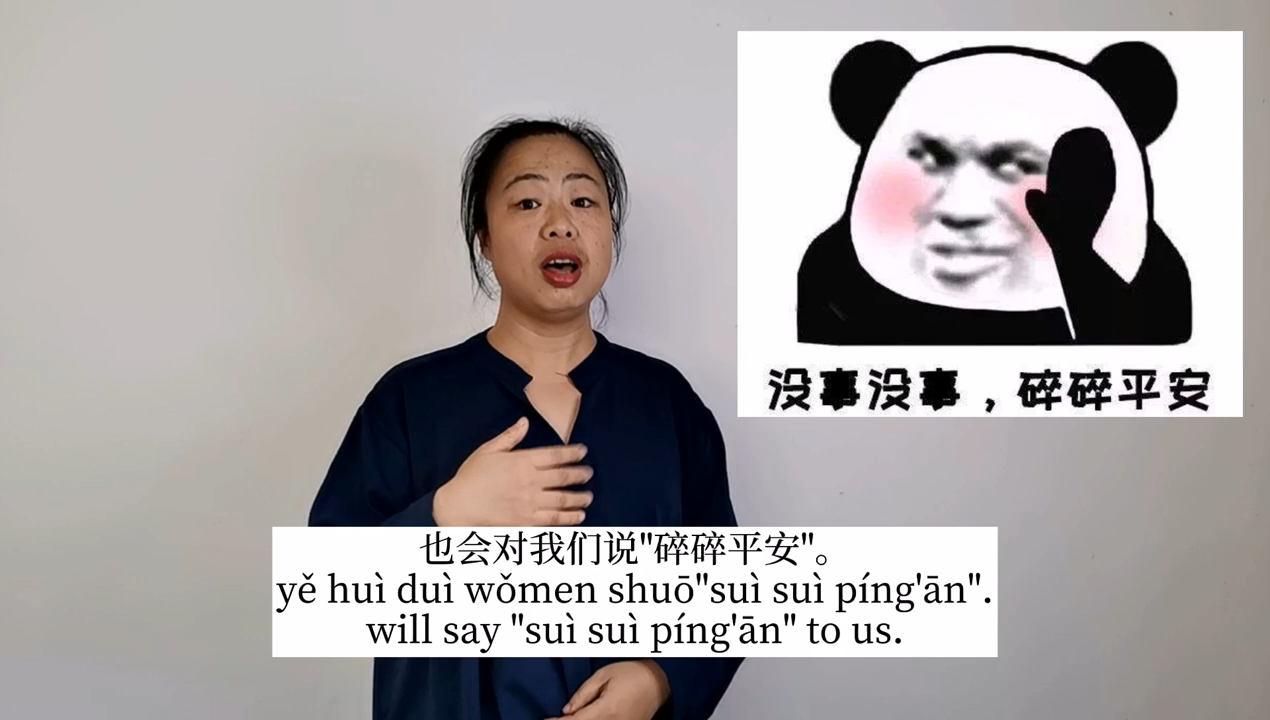 没事没事，碎碎平安
也会对我们说"碎碎平安"。
yě huì duì wǒmen shuō"suì suì píng'ān".
will say "suì suì píng'ān" to us.